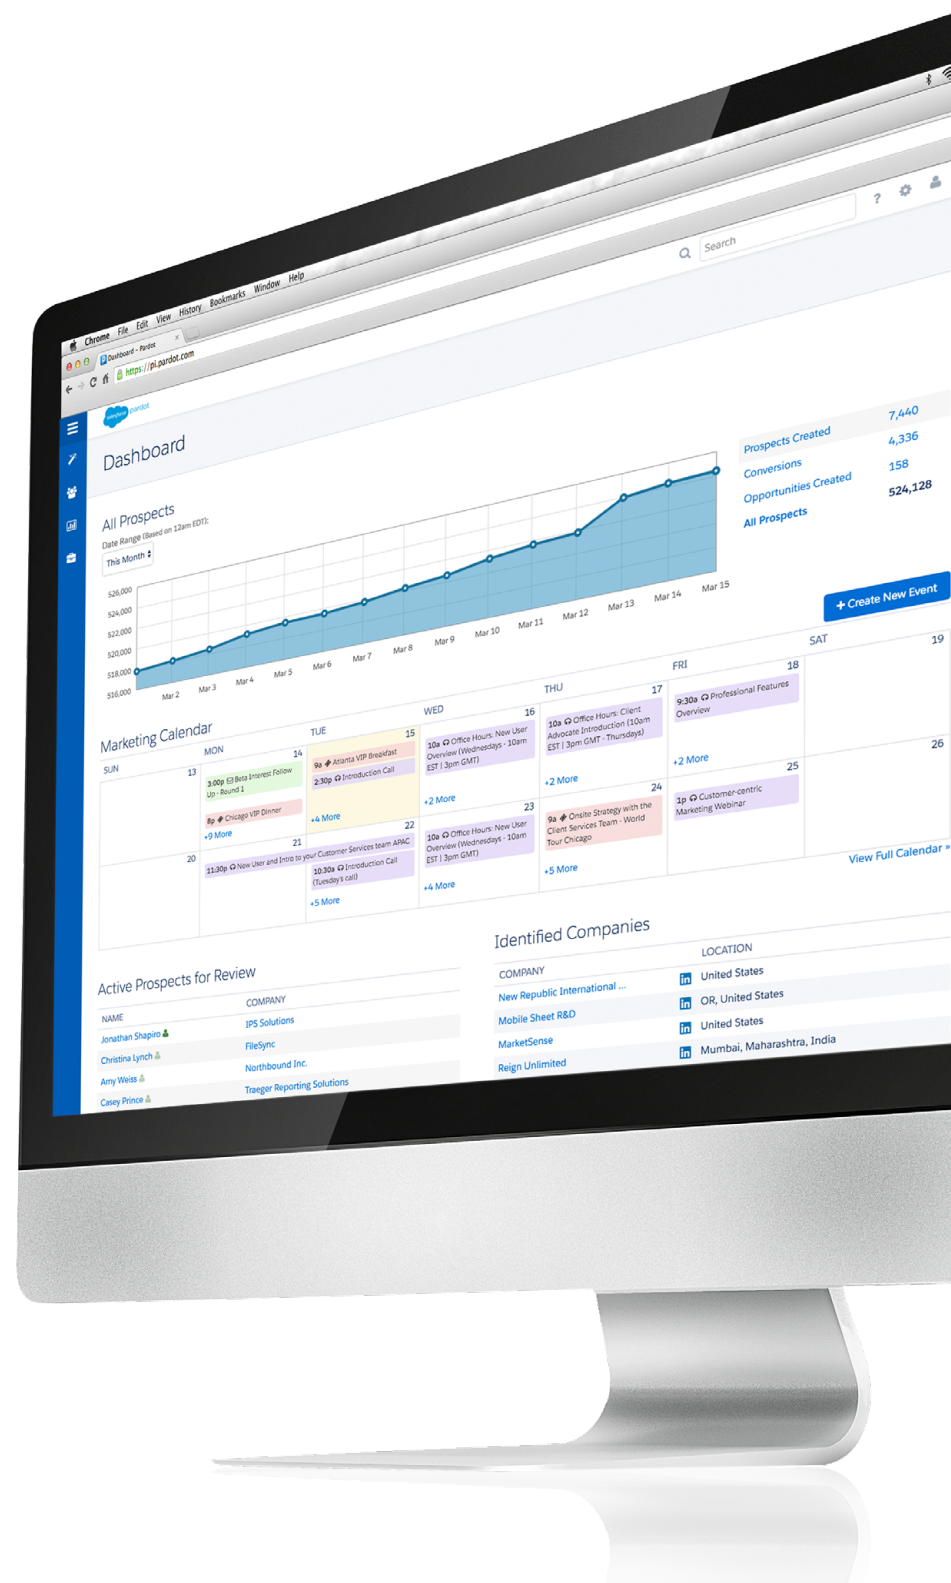 Chrome File Edit View History Bookmarks Window Help
Dashboard – Pardot
https://pi.pardot.com
salesforce pardot
Search
?
Dashboard
All Prospects
Date Range (Based on 12am EDT):
This Month
526,000
524,000
522,000
520,000
518,000
516,000
Mar 2 Mar 3 Mar 4 Mar 5 Mar 6 Mar 7 Mar 8 Mar 9 Mar 10 Mar 11 Mar 12 Mar 13 Mar 14 Mar 15
Prospects Created 7,440
Conversions 4,336
Opportunities Created 158
All Prospects 524,128
+ Create New Event
Marketing Calendar
SUN MON TUE WED THU FRI SAT
13
14
3:00p Beta Interest Follow
Up - Round 1
8p Chicago VIP Dinner
+9 More
15
9a Atlanta VIP Breakfast
2:30p Introduction Call
+4 More
16
10a Office Hours: New User
Overview (Wednesdays - 10am
EST | 3pm GMT)
+2 More
17
10a Office Hours: Client
Advocate Introduction (10am
EST | 3pm GMT - Thursdays)
+2 More
18
9:30a Professional Features
Overview
+2 More
19
20
21
11:30p New User and Intro to your Customer Services team APAC
22
10:30a Introduction Call
(Tuesday's call)
+5 More
23
10a Office Hours: New User
Overview (Wednesdays - 10am
EST | 3pm GMT)
+4 More
24
9a Onsite Strategy with the
Client Services Team - World
Tour Chicago
+5 More
25
1p Customer-centric
Marketing Webinar
26
View Full Calendar »
Active Prospects for Review
NAME COMPANY
Jonathan Shapiro IPS Solutions
Christina Lynch FileSync
Amy Weiss Northbound Inc.
Casey Prince Traeger Reporting Solutions
Identified Companies
COMPANY LOCATION
New Republic International ... in United States
Mobile Sheet R&D in OR, United States
MarketSense in United States
Reign Unlimited in Mumbai, Maharashtra, India